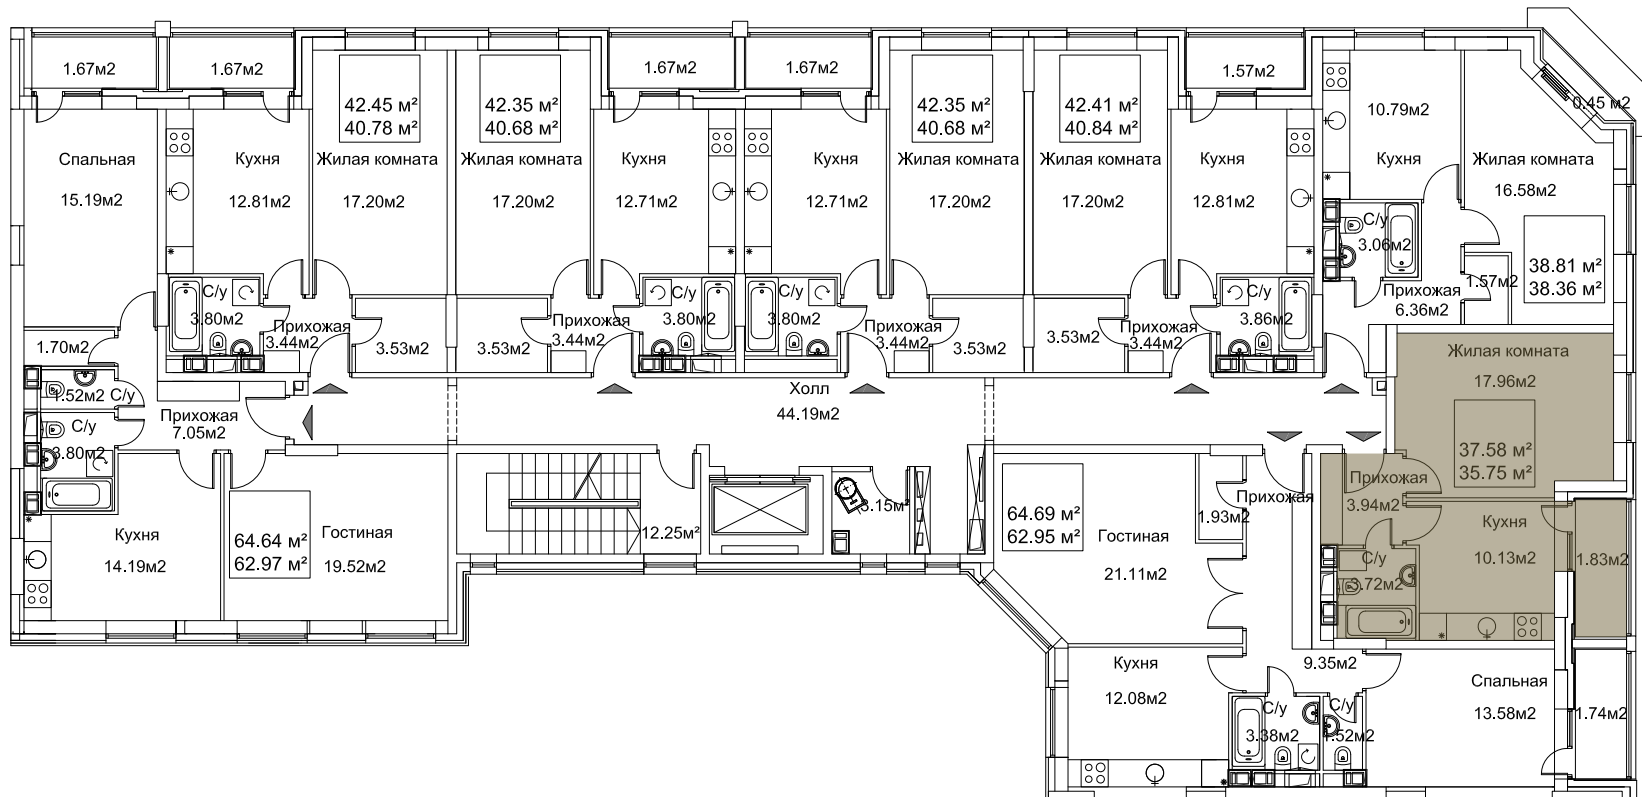 1.67м2
1.67м2
1.67м2
1.67м2
1.57м2
0.45 м2
42.45 м²
40.78 м²
42.35 м²
40.68 м²
42.35 м²
40.68 м²
42.41 м²
40.84 м²
10.79м2
Кухня
Спальная
15.19м2
Кухня
12.81м2
Жилая комната
17.20м2
Жилая комната
17.20м2
Кухня
12.71м2
Кухня
12.71м2
Жилая комната
17.20м2
Жилая комната
17.20м2
Кухня
12.81м2
Жилая комната
16.58м2
С/у
3.06м2
38.81 м²
38.36 м²
1.57м2
Прихожая
6.36м2
С/у
3.80м2
Прихожая
3.44м2
3.53м2
3.53м2
Прихожая
3.44м2
С/у
3.80м2
С/у
3.80м2
Прихожая
3.44м2
3.53м2
3.53м2
Прихожая
3.44м2
С/у
3.86м2
1.70м2
1.52м2
С/у
С/у
3.80м2
Прихожая
7.05м2
Холл
44.19м2
Жилая комната
17.96м2
37.58 м²
35.75 м²
Прихожая
3.94м2
Кухня
10.13м2
1.83м2
С/у
3.72м2
Кухня
14.19м2
64.64 м²
62.97 м²
Гостиная
19.52м2
12.25м²
3.15м²
64.69 м²
62.95 м²
Гостиная
21.11м2
1.93м2
Прихожая
9.35м2
Кухня
12.08м2
С/у
3.38м2
С/у
1.52м2
Спальная
13.58м2
1.74м2